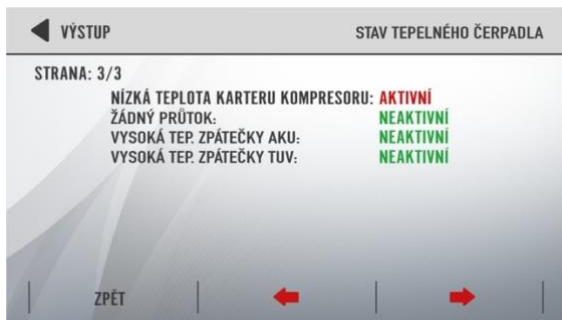 VÝSTUP
STAV TEPELNÉHO ČERPADLA
STRANA: 3/3
NÍZKÁ TEPLOTA KARTERU KOMPRESORU: AKTIVNÍ
ŽÁDNÝ PRŮTOK: NEAKTIVNÍ
VYSOKÁ TEP. ZPÁTEČKY AKU: NEAKTIVNÍ
VYSOKÁ TEP. ZPÁTEČKY TUV: NEAKTIVNÍ
ZPĚT